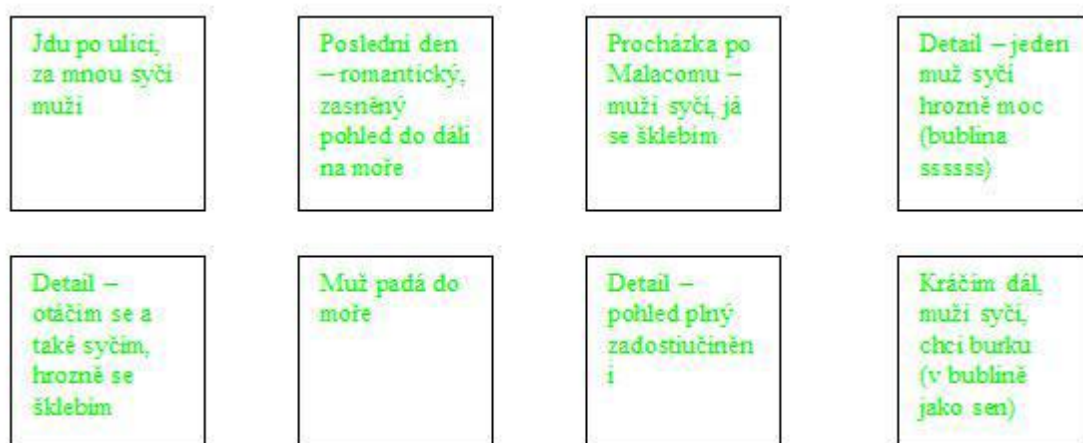 Jdu po ulici,
za mnou syčí
muži
Poslední den
– romantický,
zasněný
pohled do dáli
na moře
Procházka po
Malacomu –
muži syčí, já
se šklebím
Detail – jeden
muž syčí
hrozně moc
(bublina
ssssss)
Detail –
otáčím se a
také syčím,
hrozně se
šklebím
Muž padá do
moře
Detail –
pohled plný
zadostiučiněn
í
Kráčím dál,
muži syčí,
chci burku
(v bublině
jako sen)